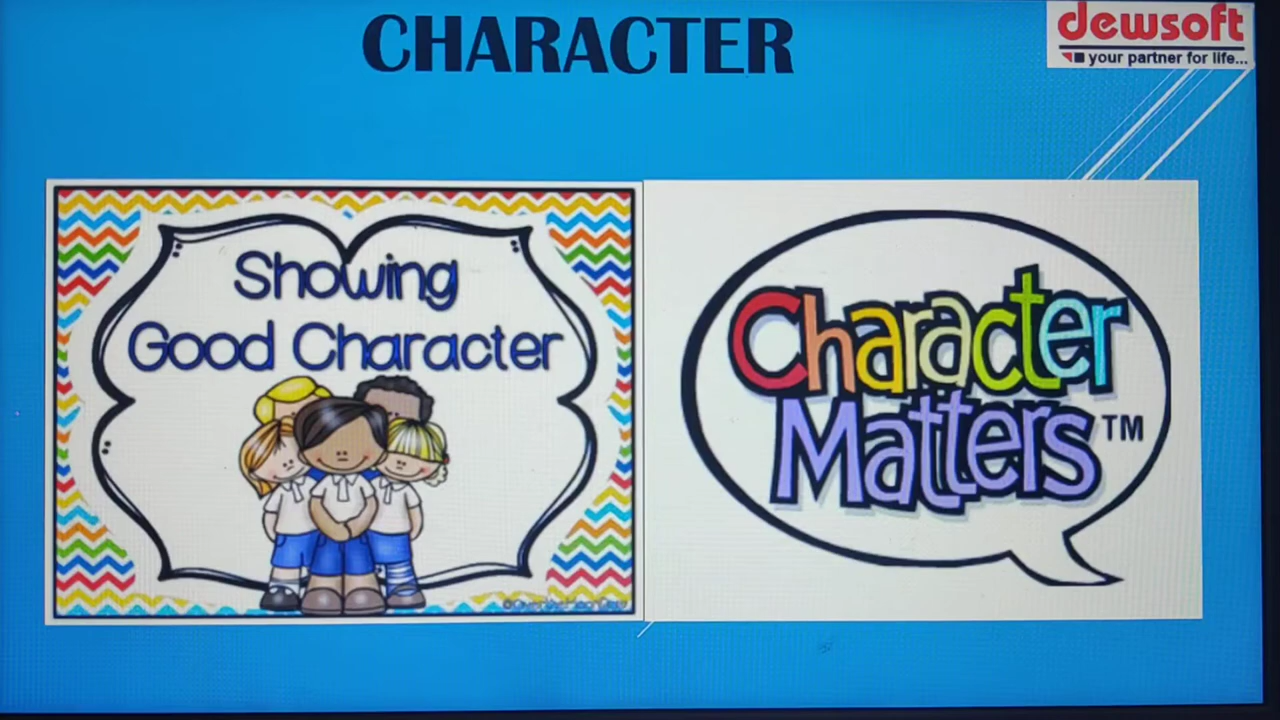 CHARACTER
dewsoft
your partner for life...
Showing
Good Character
Character
Matters™